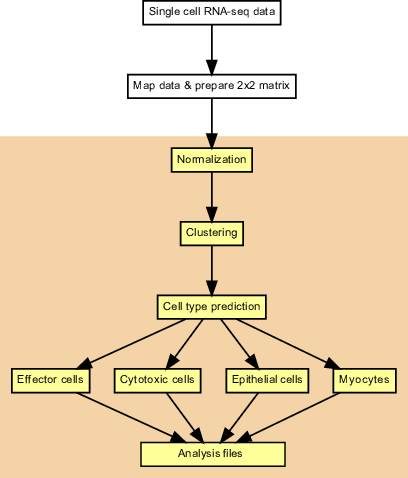 Single cell RNA-seq data
Map data & prepare 2x2 matrix
Normalization
Clustering
Cell type prediction
Effector cells
Cytotoxic cells
Epithelial cells
Myocytes
Analysis files